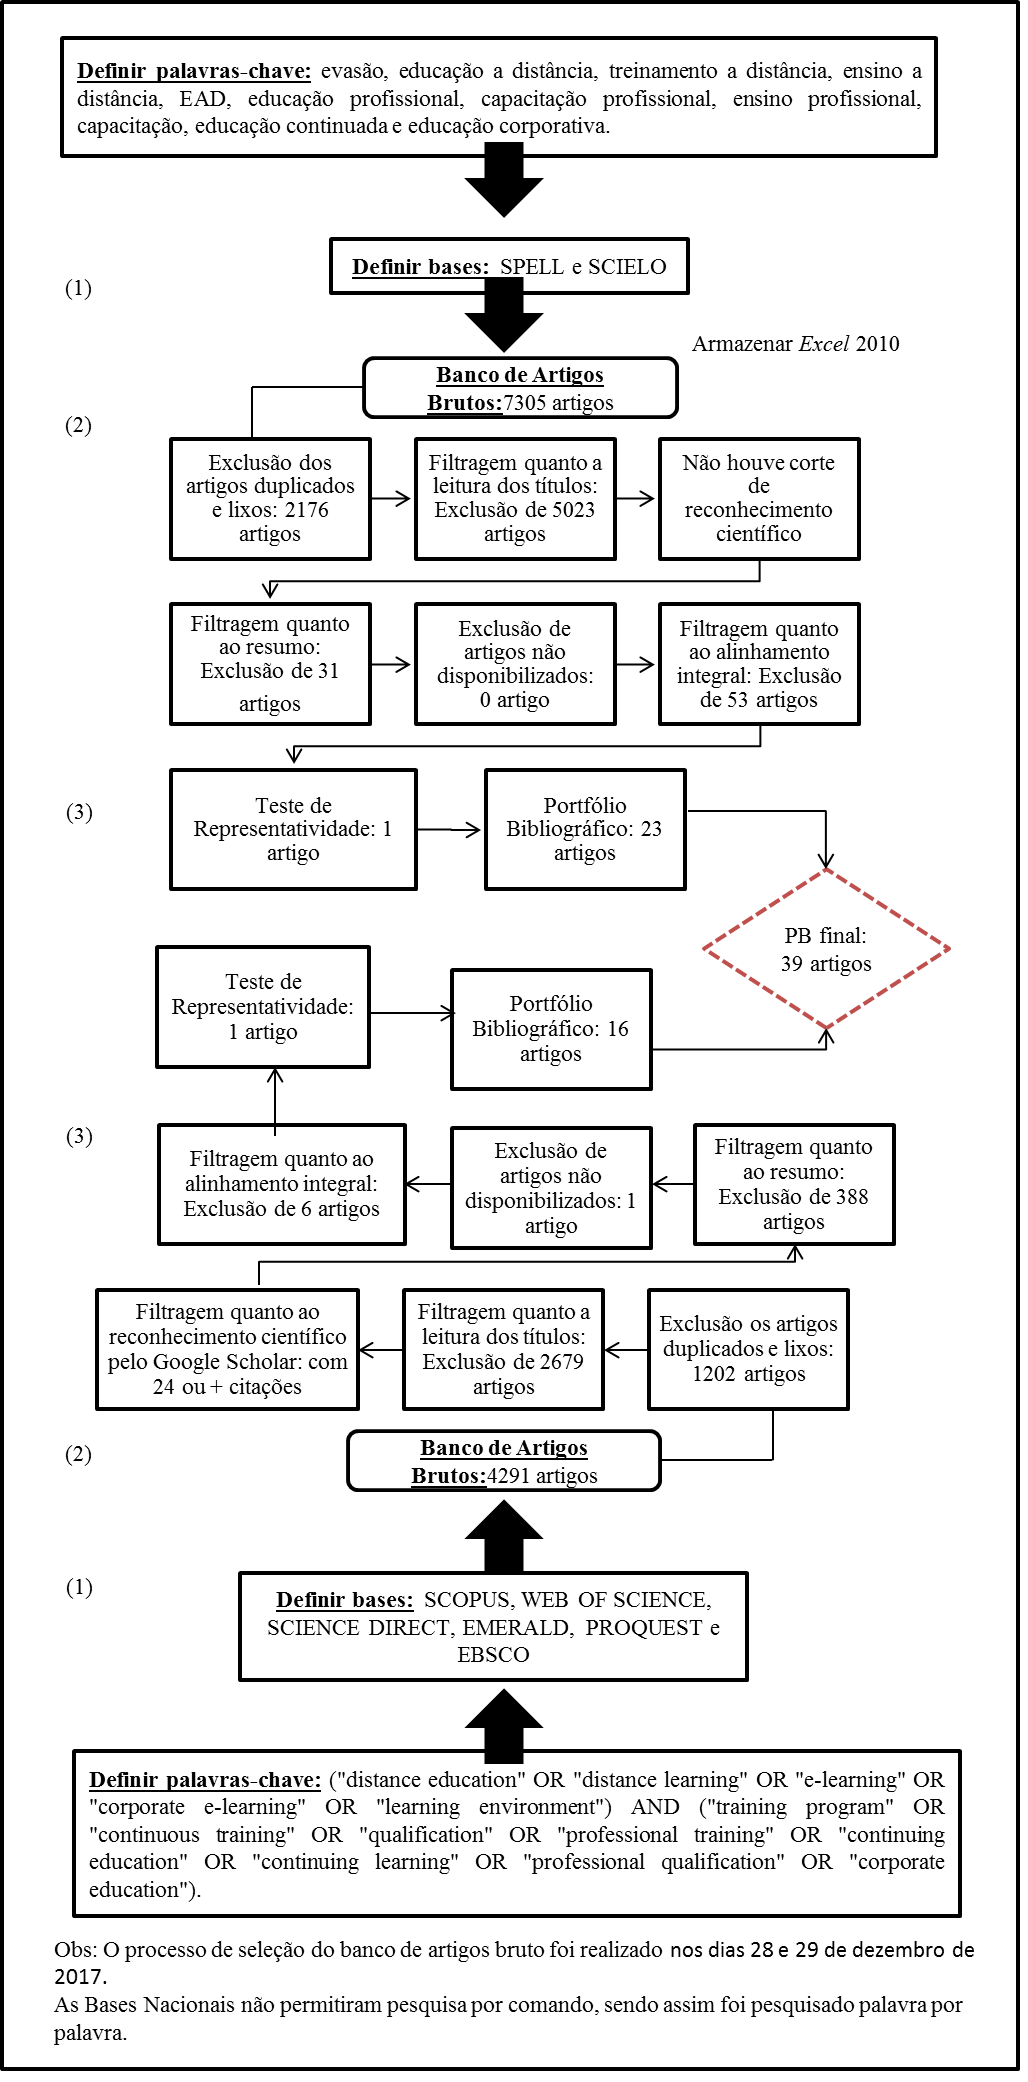 Definir palavras-chave: evasão, educação a distância, treinamento a distância, ensino a
distância, EAD, educação profissional, capacitação profissional, ensino profissional,
capacitação, educação continuada e educação corporativa.
Definir bases: SPELL e SCIELO
(1)
Armazenar Excel 2010
Banco de Artigos
Brutos:7305 artigos
(2)
Exclusão dos
artigos duplicados
e lixos: 2176
artigos
Filtragem quanto a
leitura dos títulos:
Exclusão de 5023
artigos
Não houve corte
de
reconhecimento
científico
Filtragem quanto
ao resumo:
Exclusão de 31
artigos
Exclusão de
artigos não
disponibilizados:
0 artigo
Filtragem quanto
ao alinhamento
integral: Exclusão
de 53 artigos
(3)
Teste de
Representatividade: 1
artigo
Portfólio
Bibliográfico: 23
artigos
PB final:
39 artigos
Teste de
Representatividade:
1 artigo
Portfólio
Bibliográfico: 16
artigos
(3)
Filtragem quanto ao
alinhamento integral:
Exclusão de 6 artigos
Exclusão de
artigos não
disponibilizados: 1
artigo
Filtragem quanto
ao resumo:
Exclusão de 388
artigos
Filtragem quanto ao
reconhecimento científico
pelo Google Scholar: com
24 ou + citações
Filtragem quanto a
leitura dos títulos:
Exclusão de 2679
artigos
Exclusão os artigos
duplicados e lixos:
1202 artigos
(2)
Banco de Artigos
Brutos:4291 artigos
(1)
Definir bases: SCOPUS, WEB OF SCIENCE,
SCIENCE DIRECT, EMERALD, PROQUEST e
EBSCO
Definir palavras-chave: ("distance education" OR "distance learning" OR "e-learning" OR
"corporate e-learning" OR "learning environment") AND ("training program" OR
"continuous training" OR "qualification" OR "professional training" OR "continuing
education" OR "continuing learning" OR "professional qualification" OR "corporate
education").
Obs: O processo de seleção do banco de artigos bruto foi realizado nos dias 28 e 29 de dezembro de
2017.
As Bases Nacionais não permitiram pesquisa por comando, sendo assim foi pesquisado palavra por
palavra.